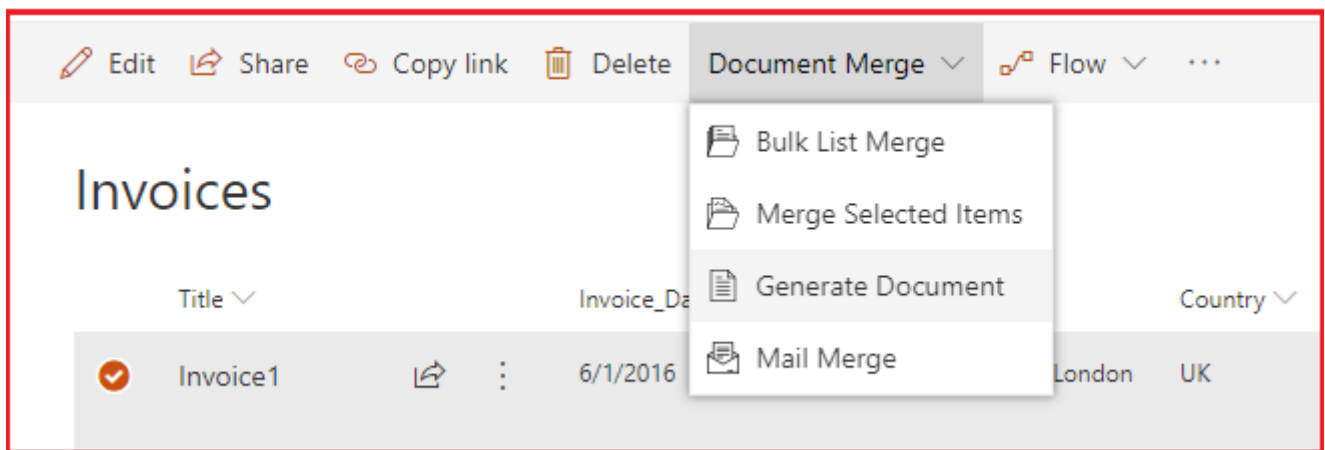 Edit Share Copy link Delete Document Merge Flow ...
Bulk List Merge
Invoices
Merge Selected Items
Generate Document
Title Invoice_Da Country
Mail Merge
Invoice1 6/1/2016 London UK